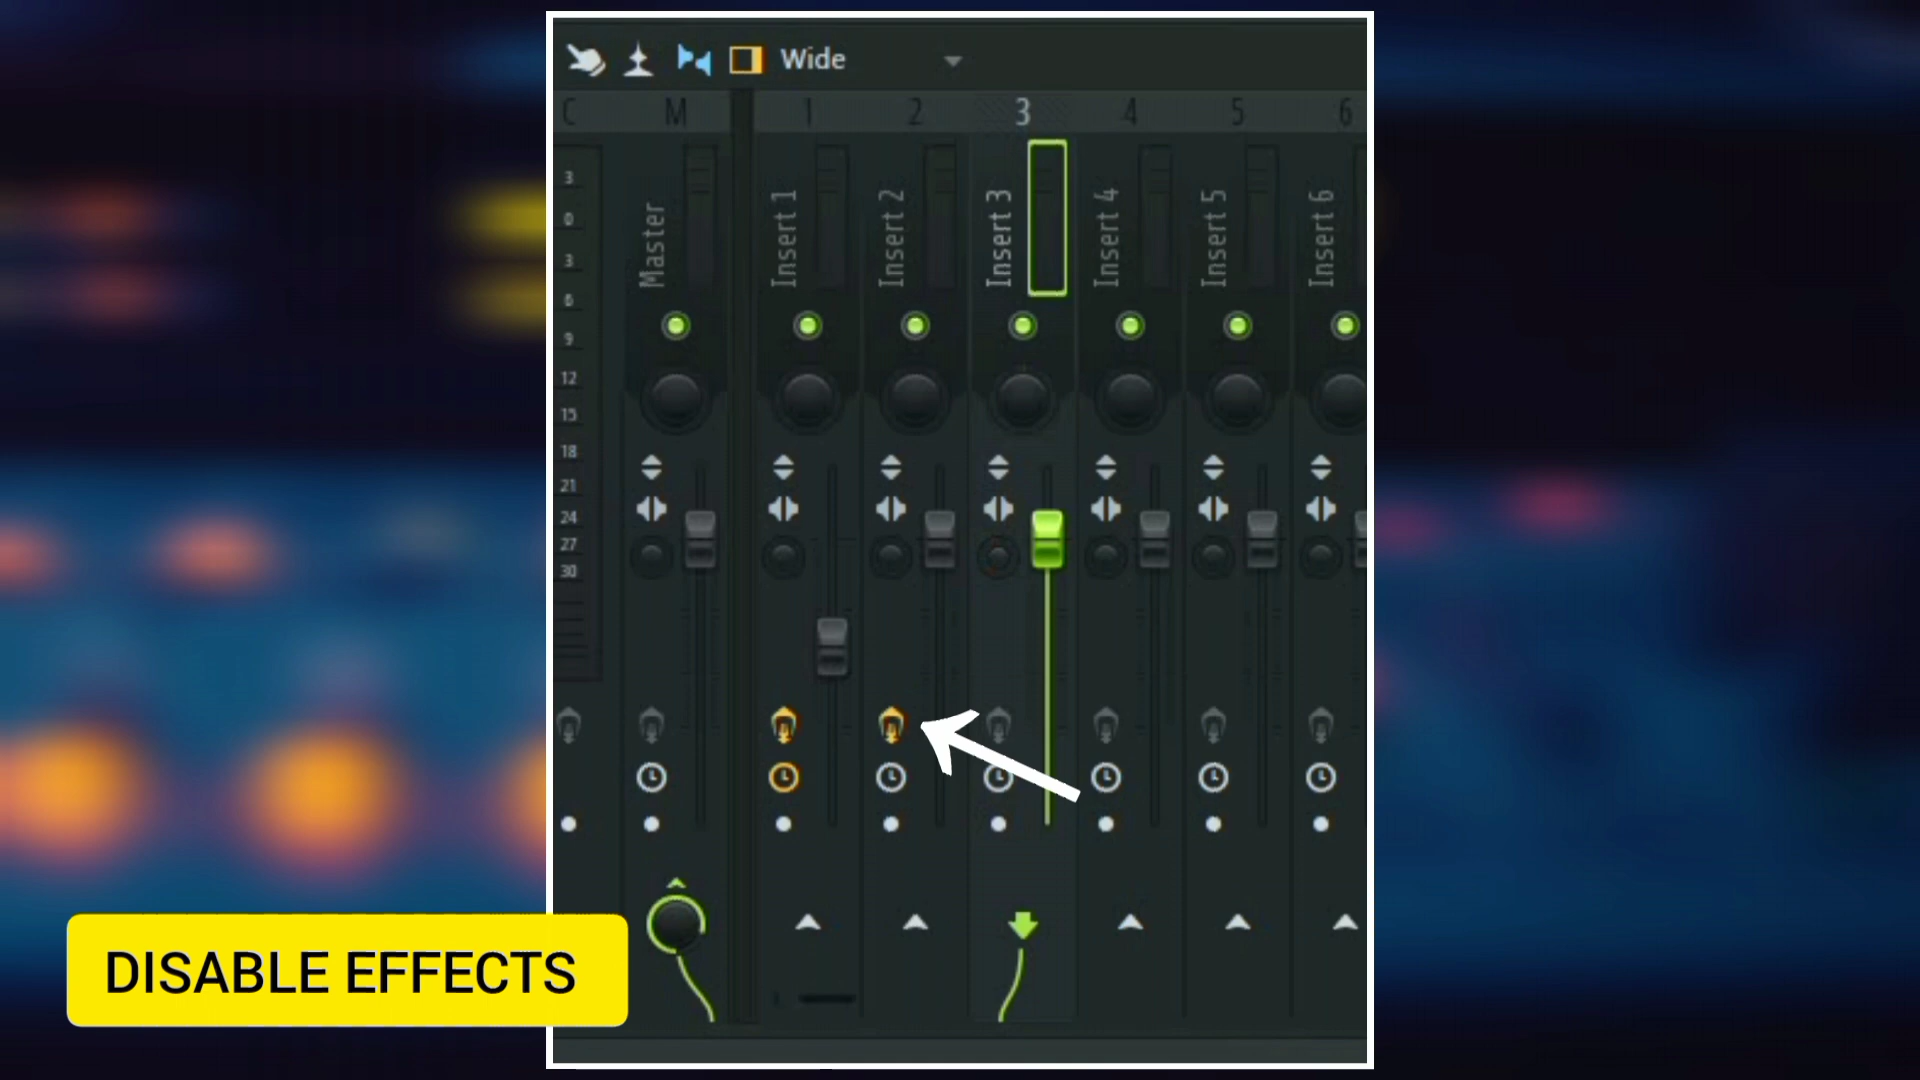 Wide
C M 1 2 3 4 5 6
Master
Insert 1
Insert 2
Insert 3
Insert 4
Insert 5
Insert 6
3
0
3
6
9
12
15
18
21
24
27
30
DISABLE EFFECTS